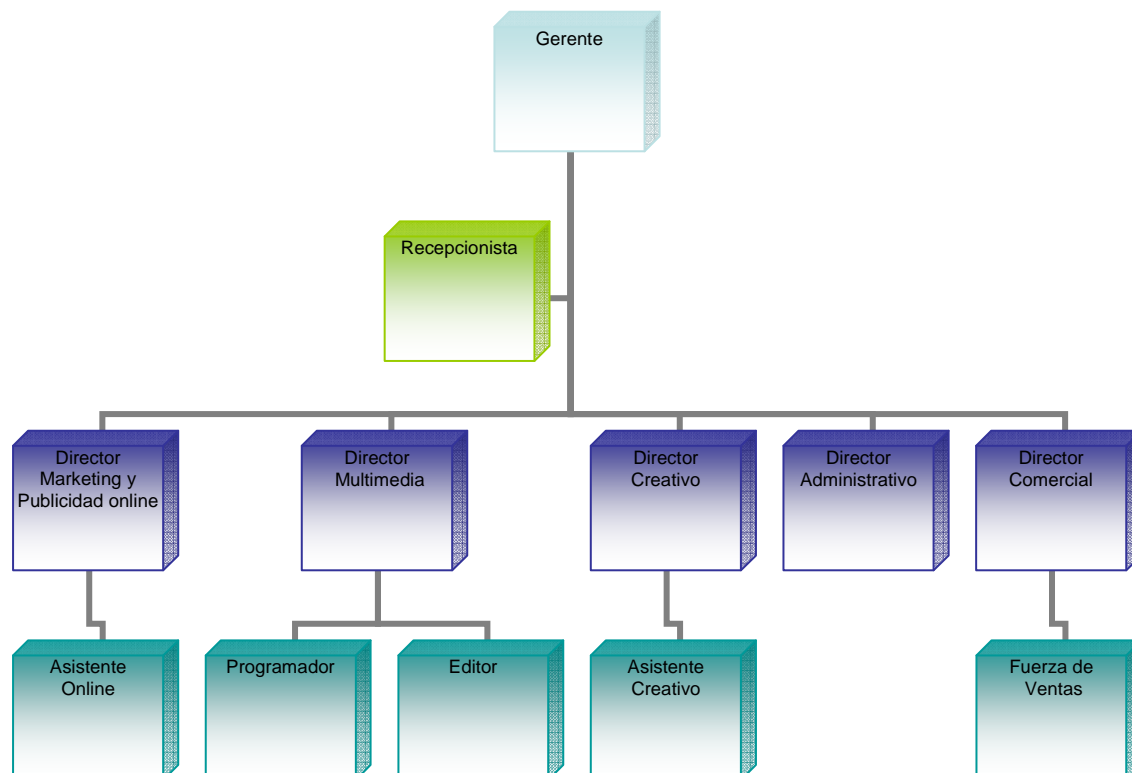 Gerente
Recepcionista
Director
Marketing y
Publicidad online
Director
Multimedia
Director
Creativo
Director
Administrativo
Director
Comercial
Asistente
Online
Programador
Editor
Asistente
Creativo
Fuerza de
Ventas